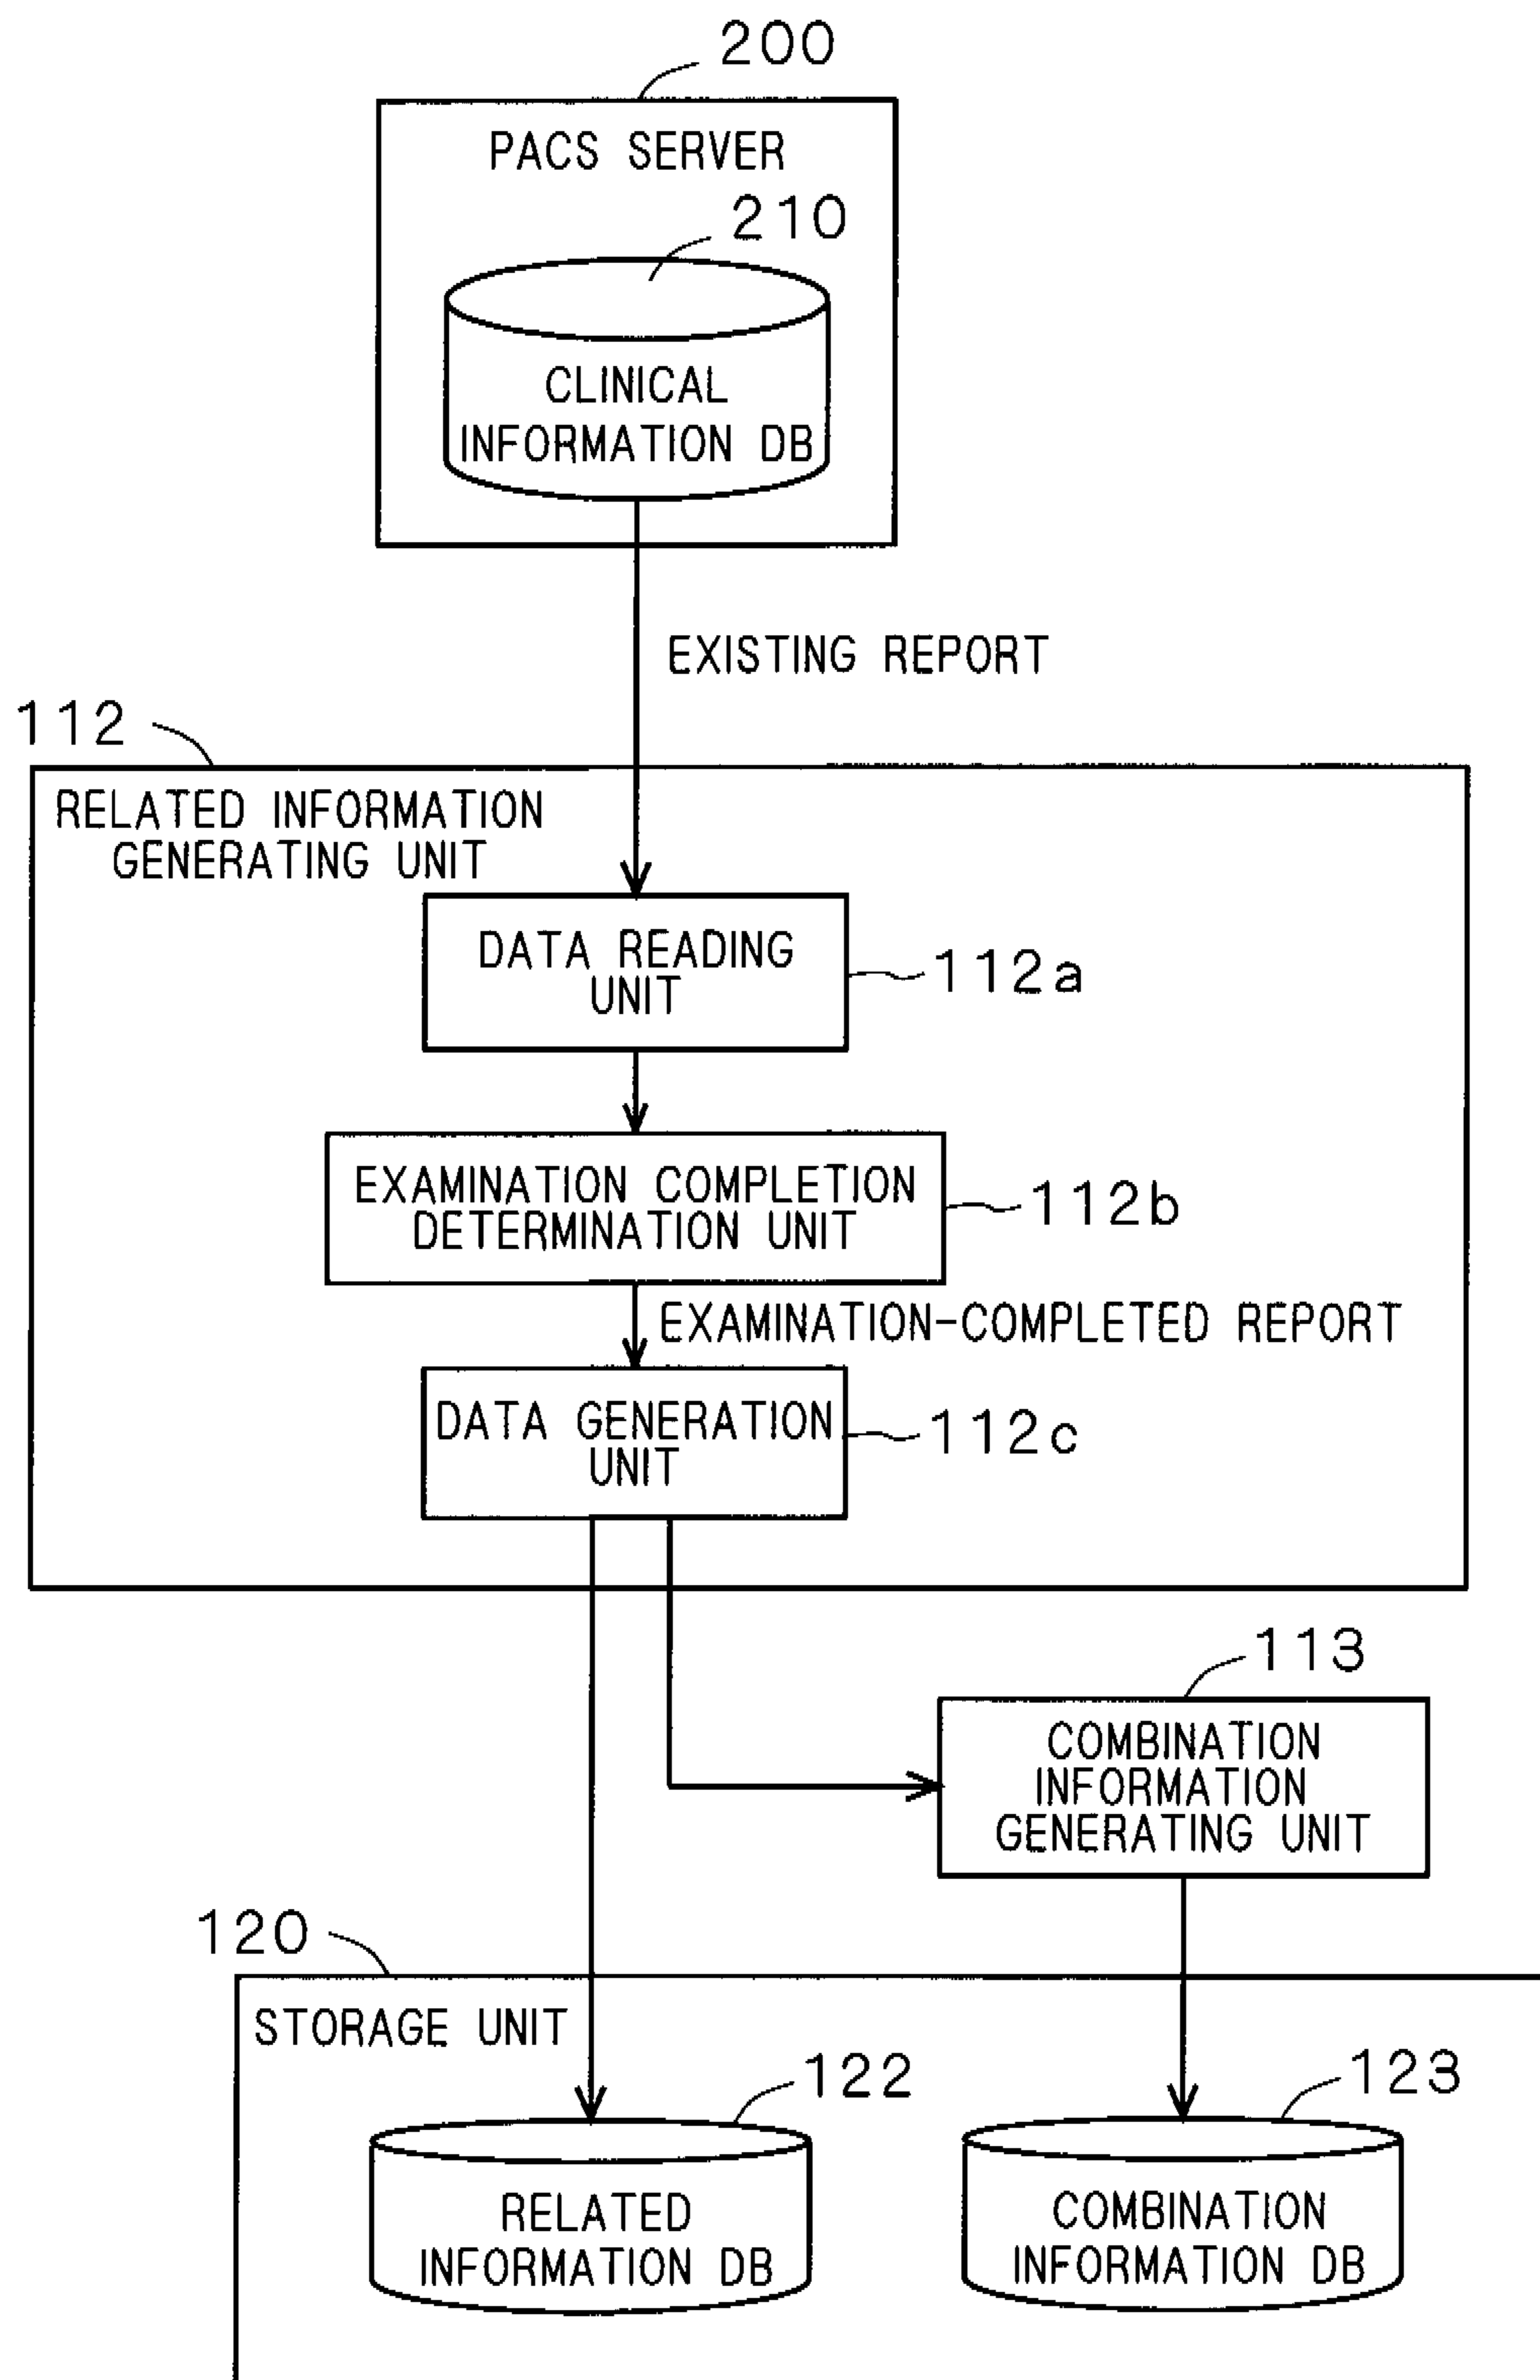 200
PACS SERVER
210
CLINICAL
INFORMATION DB
EXISTING REPORT
112
RELATED INFORMATION
GENERATING UNIT
DATA READING
UNIT
112a
EXAMINATION COMPLETION
DETERMINATION UNIT
112b
EXAMINATION-COMPLETED REPORT
DATA GENERATION
UNIT
112c
113
COMBINATION
INFORMATION
GENERATING UNIT
120
STORAGE UNIT
122
RELATED
INFORMATION DB
123
COMBINATION
INFORMATION DB